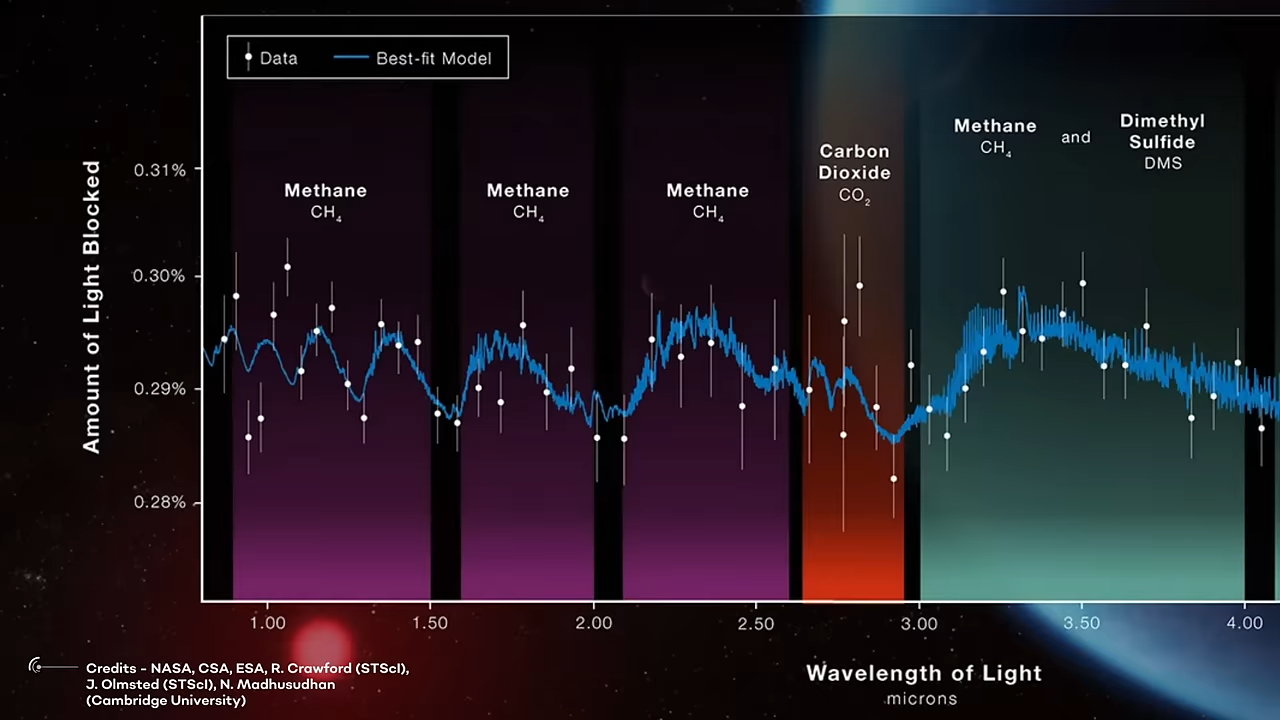 Data
Best-fit Model
Amount of Light Blocked
0.31%
0.30%
0.29%
0.28%
Methane
CH₄
Methane
CH₄
Methane
CH₄
Carbon
Dioxide
CO₂
Methane
CH₄
and
Dimethyl
Sulfide
DMS
1.00
1.50
2.00
2.50
3.00
3.50
4.00
Wavelength of Light
microns
Credits - NASA, CSA, ESA, R. Crawford (STScI),
J. Olmsted (STScI), N. Madhusudhan
(Cambridge University)